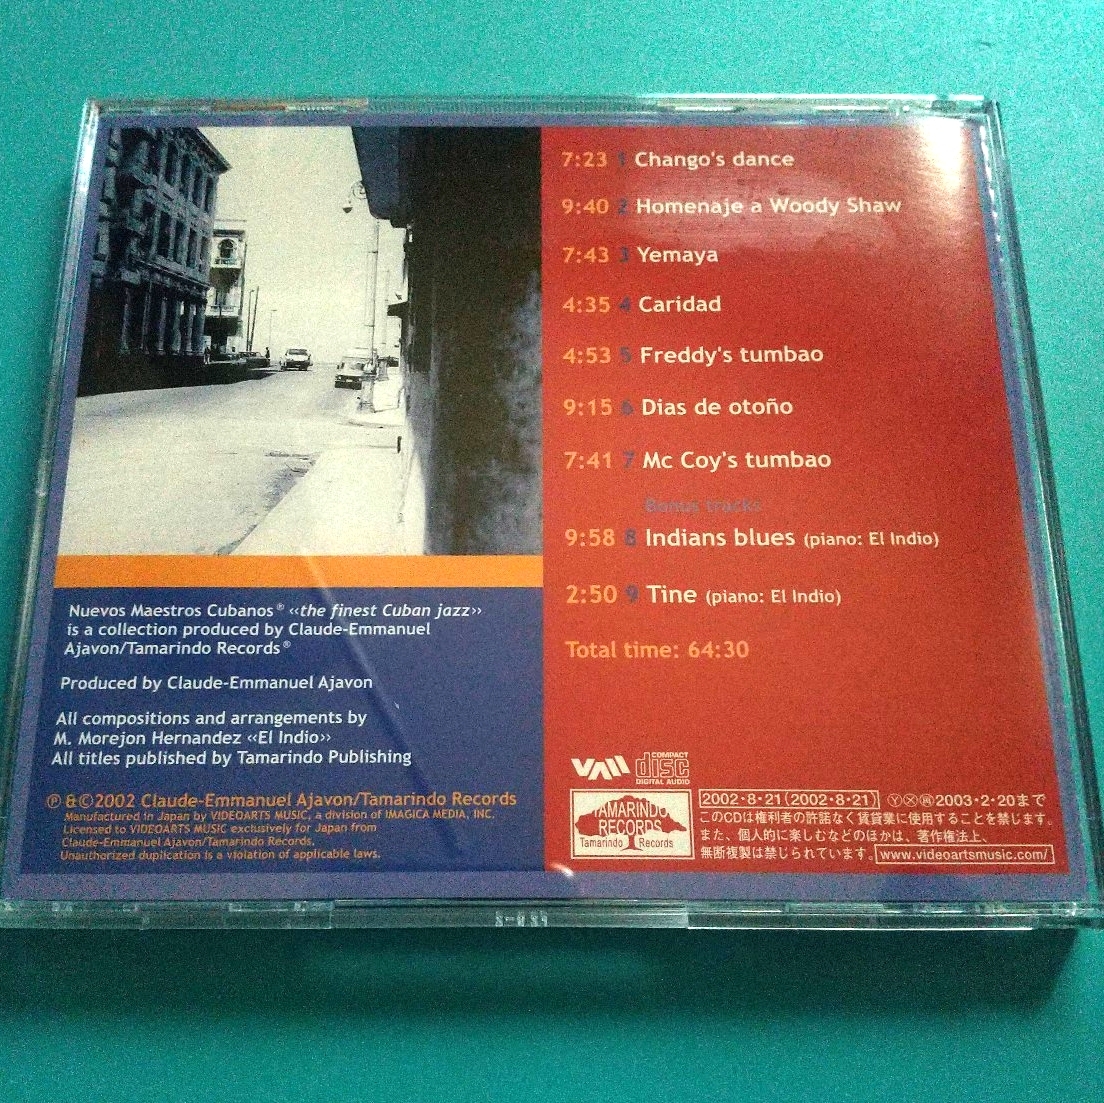 7:23 1 Chango's dance
9:40 2 Homenaje a Woody Shaw
7:43 3 Yemaya
4:35 4 Caridad
4:53 5 Freddy's tumbao
9:15 6 Dias de otoño
7:41 7 Mc Coy's tumbao
Bonus tracks
9:58 8 Indians blues (piano: El Indio)
2:50 9 Tine (piano: El Indio)
Total time: 64:30
Nuevos Maestros Cubanos® ‹‹the finest Cuban jazz››
is a collection produced by Claude-Emmanuel
Ajavon/Tamarindo Records®
Produced by Claude-Emmanuel Ajavon
All compositions and arrangements by
M. Morejon Hernandez ‹‹El Indio››
All titles published by Tamarindo Publishing
℗ &©2002 Claude-Emmanuel Ajavon/Tamarindo Records
Manufactured in Japan by VIDEOARTS MUSIC, a division of IMAGICA MEDIA, INC.
Licensed to VIDEOARTS MUSIC exclusively for Japan from
Claude-Emmanuel Ajavon/Tamarindo Records.
Unauthorized duplication is a violation of applicable laws.
VAM
COMPACT
disc
DIGITAL AUDIO
TAMARINDO
RECORDS
Tamarindo Records
2002・8・21(2002・8・21) Ⓨ 2003・2・20まで
このCDは権利者の許諾なく賃貸業に使用することを禁じます。
また、個人的に楽しむなどのほかは、著作権法上、
無断複製は禁じられています。 www.videoartsmusic.com/